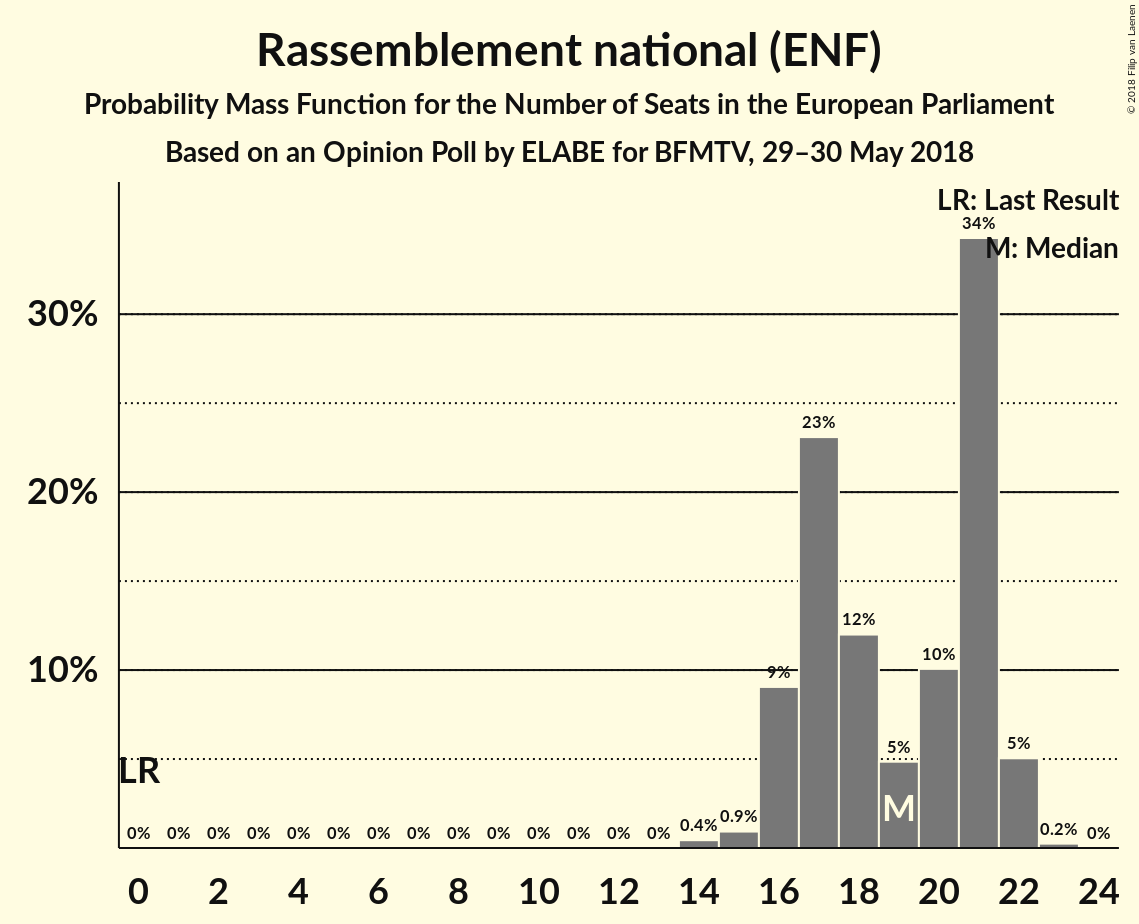 Rassemblement national (ENF)
Probability Mass Function for the Number of Seats in the European Parliament
Based on an Opinion Poll by ELABE for BFMTV, 29–30 May 2018
© 2018 Filip van Laenen
LR: Last Result
M: Median
30%
20%
10%
LR
M
0% 0% 0% 0% 0% 0% 0% 0% 0% 0% 0% 0% 0% 0% 0.4% 0.9% 9% 23% 12% 5% 10% 34% 5% 0.2% 0%
0 2 4 6 8 10 12 14 16 18 20 22 24